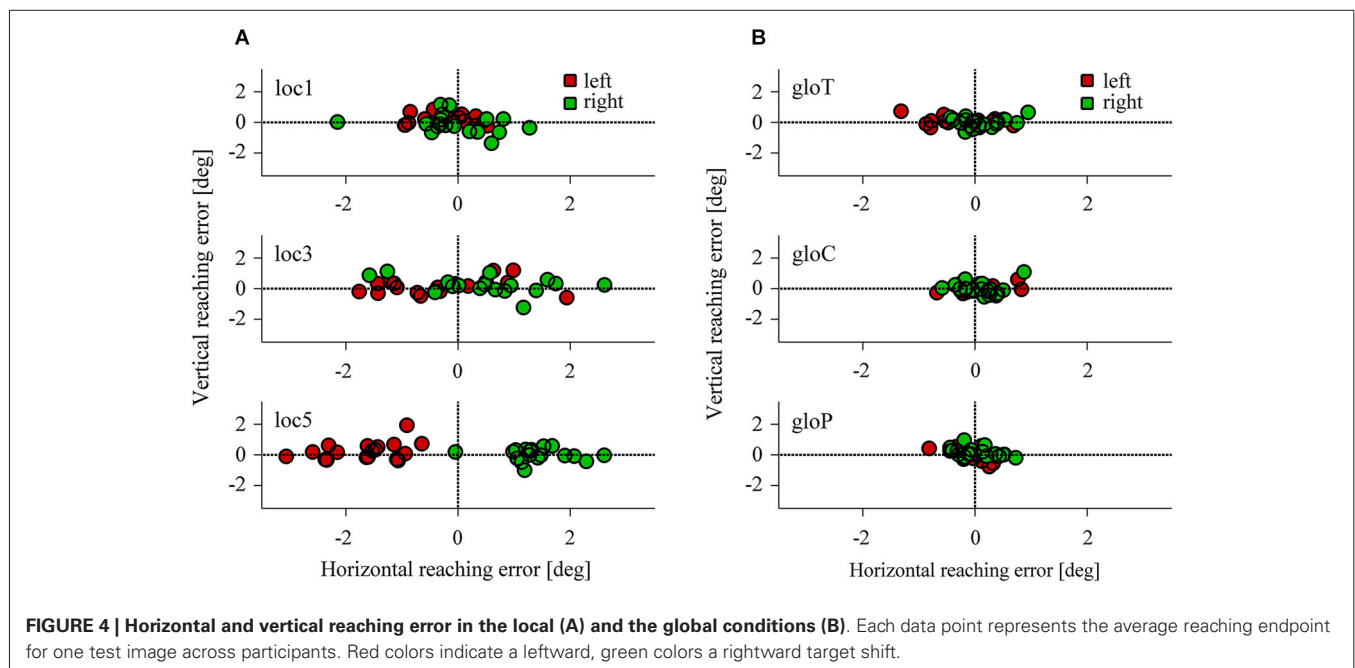 A
B
loc1
left
right
2
0
-2
-2
0
2
loc3
2
0
-2
-2
0
2
loc5
2
0
-2
-2
0
2
Vertical reaching error [deg]
Horizontal reaching error [deg]
gloT
left
right
2
0
-2
-2
0
2
gloC
2
0
-2
-2
0
2
gloP
2
0
-2
-2
0
2
Vertical reaching error [deg]
Horizontal reaching error [deg]
FIGURE 4 | Horizontal and vertical reaching error in the local (A) and the global conditions (B). Each data point represents the average reaching endpoint
for one test image across participants. Red colors indicate a leftward, green colors a rightward target shift.